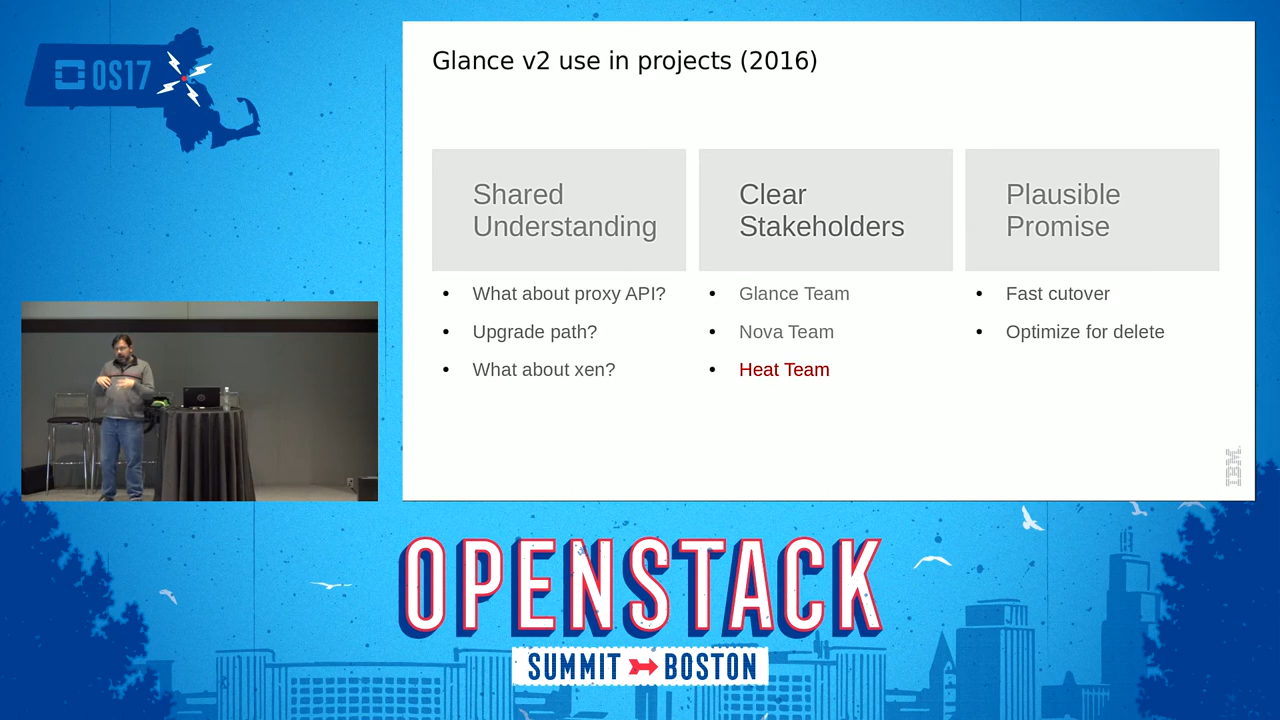 OS17
Glance v2 use in projects (2016)
Shared
Understanding
What about proxy API?
Upgrade path?
What about xen?
Clear
Stakeholders
Glance Team
Nova Team
Heat Team
Plausible
Promise
Fast cutover
Optimize for delete
IBM
OPENSTACK
SUMMIT BOSTON